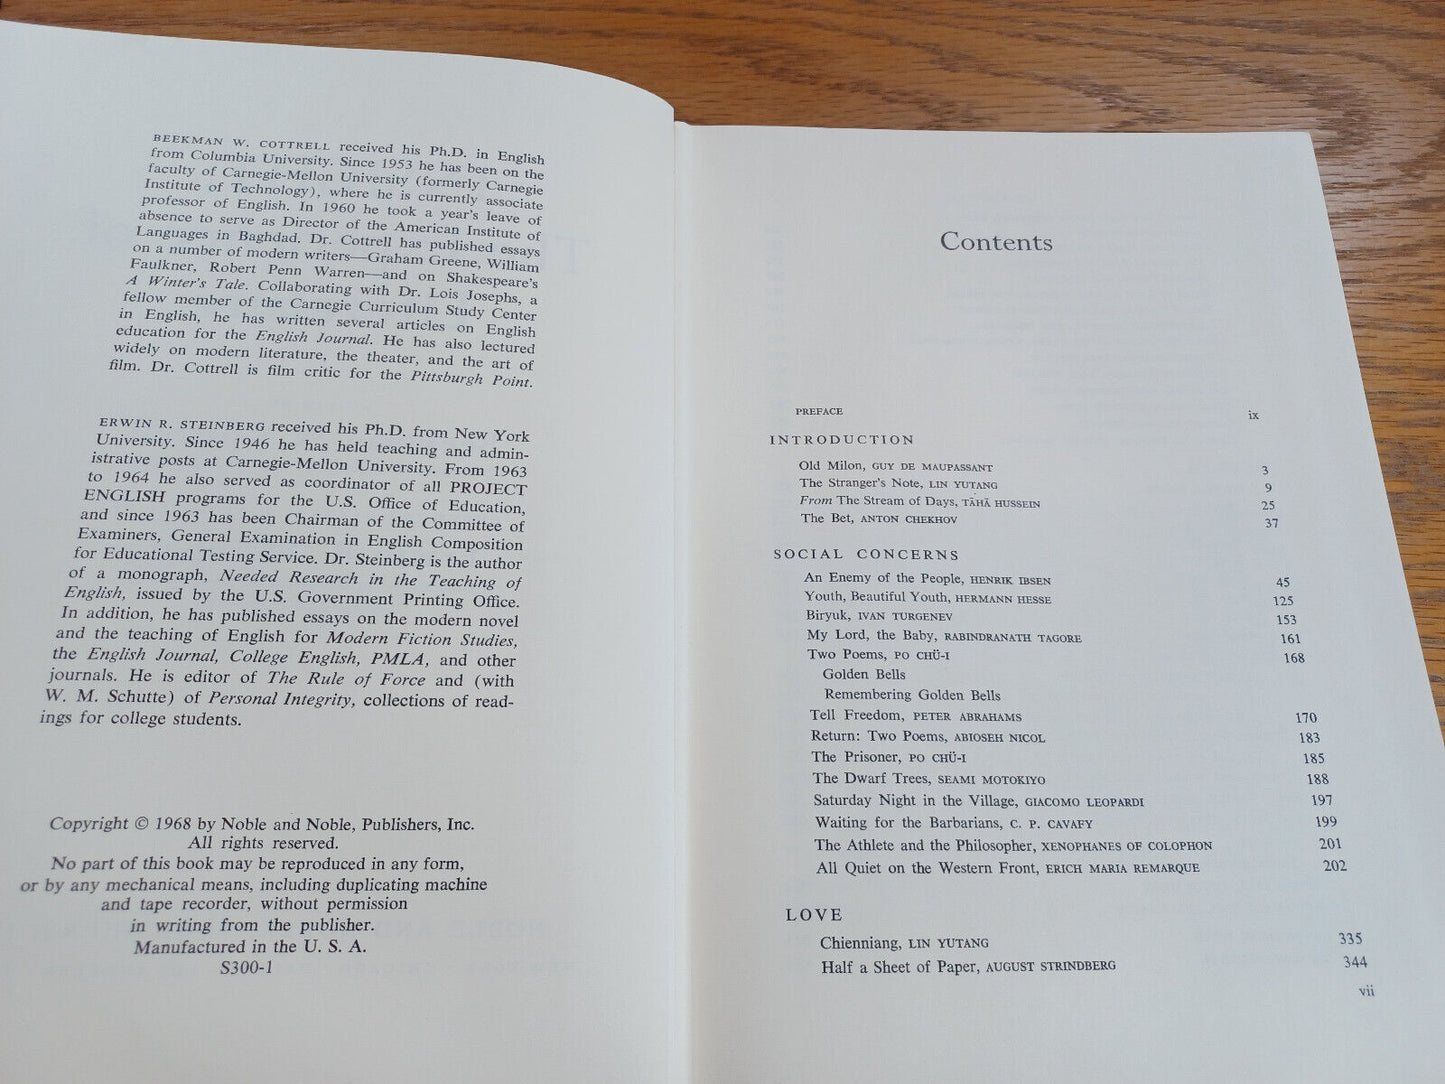 BEEKMAN W. COTTRELL received his Ph.D. in English
from Columbia University. Since 1953 he has been on the
faculty of Carnegie-Mellon University (formerly Carnegie
Institute of Technology), where he is currently associate
professor of English. In 1960 he took a year's leave of
absence to serve as Director of the American Institute of
Languages in Baghdad. Dr. Cottrell has published essays
on a number of modern writers—Graham Greene, William
Faulkner, Robert Penn Warren—and on Shakespeare's
A Winter's Tale. Collaborating with Dr. Lois Josephs, a
fellow member of the Carnegie Curriculum Study Center
in English, he has written several articles on English
education for the English Journal. He has also lectured
widely on modern literature, the theater, and the art of
film. Dr. Cottrell is film critic for the Pittsburgh Point.
ERWIN R. STEINBERG received his Ph.D. from New York
University. Since 1946 he has held teaching and admin-
istrative posts at Carnegie-Mellon University. From 1963
to 1964 he also served as coordinator of all PROJECT
ENGLISH programs for the U.S. Office of Education,
and since 1963 has been Chairman of the Committee of
Examiners, General Examination in English Composition
for Educational Testing Service. Dr. Steinberg is the author
of a monograph, Needed Research in the Teaching of
English, issued by the U.S. Government Printing Office.
In addition, he has published essays on the modern novel
and the teaching of English for Modern Fiction Studies,
the English Journal, College English, PMLA, and other
journals. He is editor of The Rule of Force and (with
W. M. Schutte) of Personal Integrity, collections of read-
ings for college students.
Copyright © 1968 by Noble and Noble, Publishers, Inc.
All rights reserved.
No part of this book may be reproduced in any form,
or by any mechanical means, including duplicating machine
and tape recorder, without permission
in writing from the publisher.
Manufactured in the U. S. A.
S300-1
Contents
PREFACE ix
INTRODUCTION
Old Milon, GUY DE MAUPASSANT 3
The Stranger's Note, LIN YUTANG 9
From The Stream of Days, TĀHĀ HUSSEIN 25
The Bet, ANTON CHEKHOV 37
SOCIAL CONCERNS
An Enemy of the People, HENRIK IBSEN 45
Youth, Beautiful Youth, HERMANN HESSE 125
Biryuk, IVAN TURGENEV 153
My Lord, the Baby, RABINDRANATH TAGORE 161
Two Poems, PO CHÜ-I 168
Golden Bells
Remembering Golden Bells
Tell Freedom, PETER ABRAHAMS 170
Return: Two Poems, ABIOSEH NICOL 183
The Prisoner, PO CHÜ-I 185
The Dwarf Trees, SEAMI MOTOKIYO 188
Saturday Night in the Village, GIACOMO LEOPARDI 197
Waiting for the Barbarians, C. P. CAVAFY 199
The Athlete and the Philosopher, XENOPHANES OF COLOPHON 201
All Quiet on the Western Front, ERICH MARIA REMARQUE 202
LOVE
Chienniang, LIN YUTANG 335
Half a Sheet of Paper, AUGUST STRINDBERG 344
vii